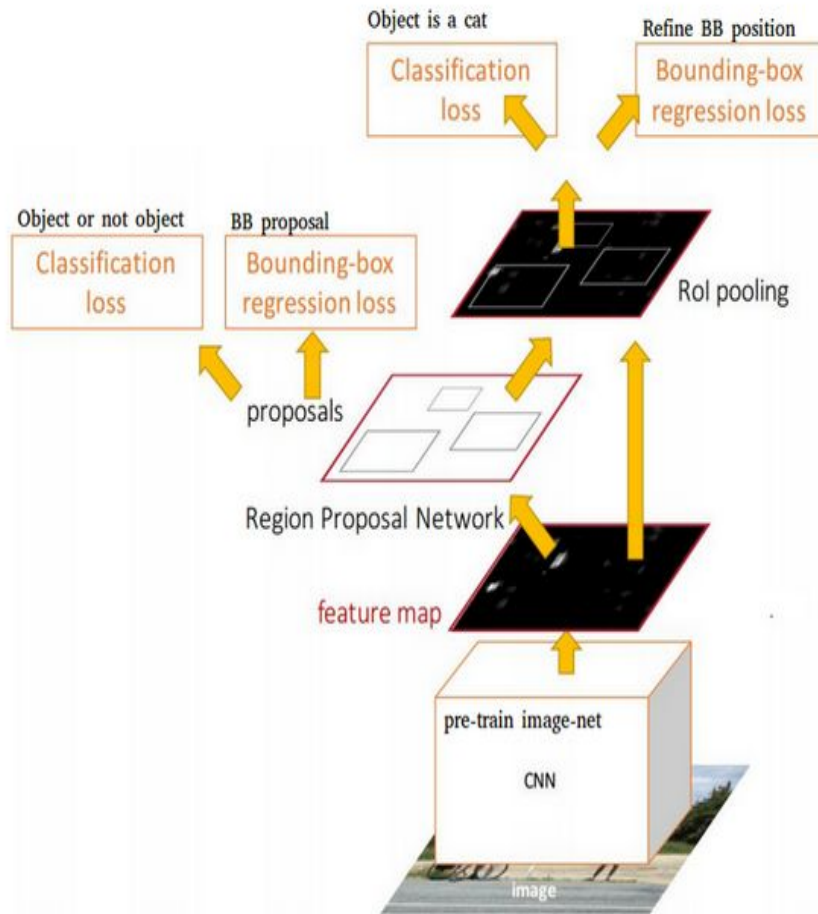 Object is a cat
Refine BB position
Classification
loss
Bounding-box
regression loss
Object or not object
BB proposal
Classification
loss
Bounding-box
regression loss
RoI pooling
proposals
Region Proposal Network
feature map
pre-train image-net
CNN
image